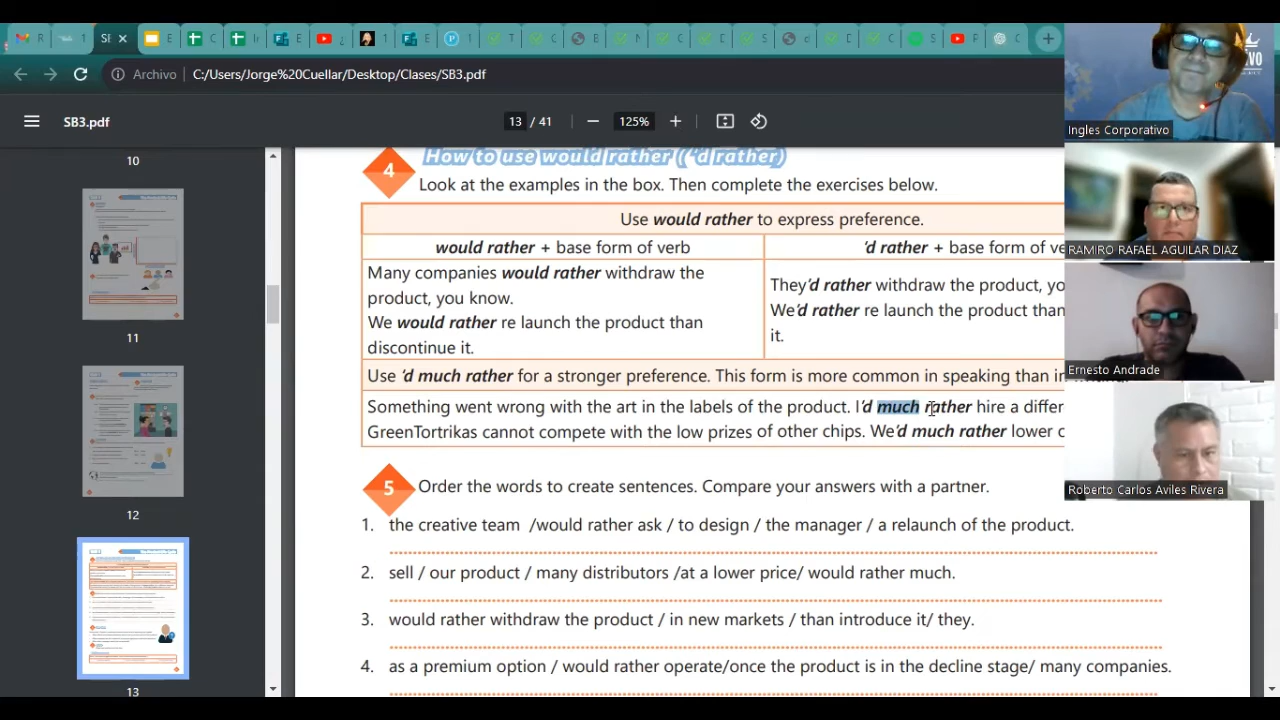 SE
Archivo
C:/Users/Jorge%20Cuellar/Desktop/Clases/SB3.pdf
SB3.pdf
13 / 41
125%
10
11
12
13
4
How to use would rather (('d rather)
Look at the examples in the box. Then complete the exercises below.
Use would rather to express preference.
would rather + base form of verb
'd rather + base form of ve
Many companies would rather withdraw the
product, you know.
We would rather re launch the product than
discontinue it.
They'd rather withdraw the product, yo
We'd rather re launch the product than
it.
Use 'd much rather for a stronger preference. This form is more common in speaking than in
Something went wrong with the art in the labels of the product. I'd much rather hire a differ
GreenTortrikas cannot compete with the low prizes of other chips. We'd much rather lower c
5
Order the words to create sentences. Compare your answers with a partner.
1. the creative team /would rather ask / to design / the manager / a relaunch of the product.
2. sell / our product / many distributors /at a lower price/ would rather much.
3. would rather withdraw the product / in new markets / than introduce it/ they.
4. as a premium option / would rather operate/once the product is in the decline stage/ many companies.
Ingles Corporativo
RAMIRO RAFAEL AGUILAR DIAZ
Ernesto Andrade
Roberto Carlos Aviles Rivera